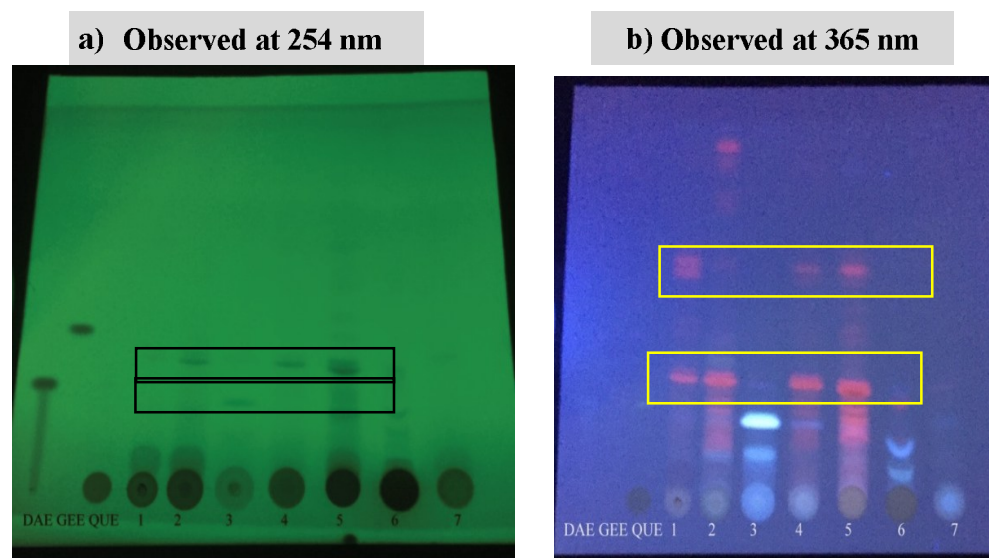 a) Observed at 254 nm
b) Observed at 365 nm
DAE GEE QUE 1 2 3 4 5 6 7
DAE GEE QUE 1 2 3 4 5 6 7